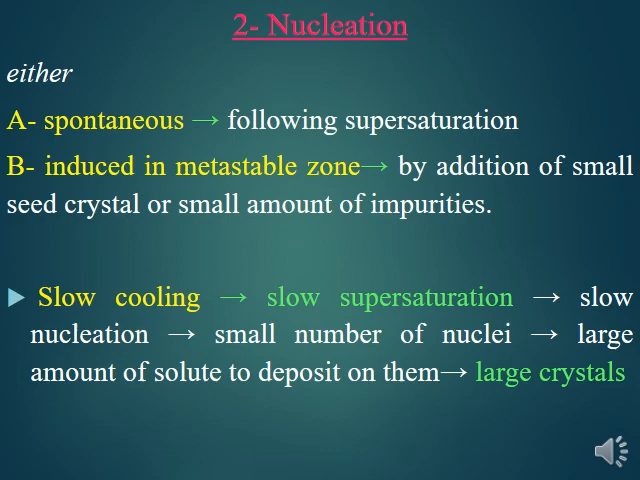 2- Nucleation
either
A- spontaneous → following supersaturation
B- induced in metastable zone→ by addition of small
seed crystal or small amount of impurities.
Slow cooling → slow supersaturation → slow
nucleation → small number of nuclei → large
amount of solute to deposit on them→ large crystals